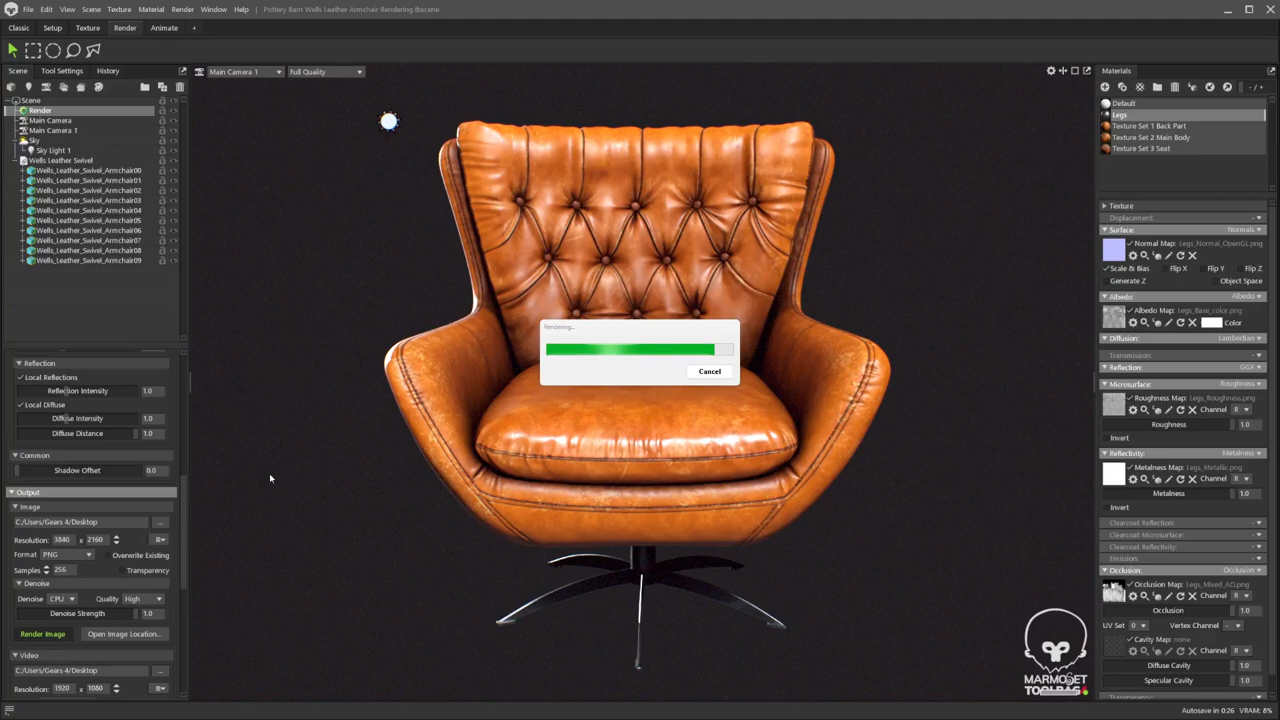 File Edit View Scene Texture Material Render Window Help Pottery Barn Wells Leather Armchair Rendering.tbscene
Classic Setup Texture Render Animate +
Scene Tool Settings History
Main Camera 1 Full Quality
Scene
Render
Main Camera
Main Camera 1
Sky
Sky Light 1
Wells Leather Swivel
Wells_Leather_Swivel_Armchair00
Wells_Leather_Swivel_Armchair01
Wells_Leather_Swivel_Armchair02
Wells_Leather_Swivel_Armchair03
Wells_Leather_Swivel_Armchair04
Wells_Leather_Swivel_Armchair05
Wells_Leather_Swivel_Armchair06
Wells_Leather_Swivel_Armchair07
Wells_Leather_Swivel_Armchair08
Wells_Leather_Swivel_Armchair09
Reflection
Local Reflections
Reflection Intensity 1.0
Local Diffuse
Diffuse Intensity 1.0
Diffuse Distance 1.0
Common
Shadow Offset 0.0
Output
Image
C:/Users/Gears 4/Desktop ...
Resolution: 3840 x 2160
Format PNG Overwrite Existing
Samples 256 Transparency
Denoise
Denoise CPU Quality High
Denoise Strength 1.0
Render Image Open Image Location...
Video
C:/Users/Gears 4/Desktop ...
Resolution: 1920 x 1080
Rendering...
Cancel
MARMOSET
TOOLBAG
Materials
- / +
Default
Legs
Texture Set 1 Back Part
Texture Set 2 Main Body
Texture Set 3 Seat
Texture
Displacement:
Surface: Normals
Normal Map: Legs_Normal_OpenGL.png
Scale & Bias Flip X Flip Y Flip Z
Generate Z Object Space
Albedo: Albedo
Albedo Map: Legs_Base_color.png
Color
Diffusion: Lambertian
Transmission:
Reflection: GGX
Microsurface: Roughness
Roughness Map: Legs_Roughness.png
Channel R
Roughness 1.0
Invert
Reflectivity: Metalness
Metalness Map: Legs_Metallic.png
Channel R
Metalness 1.0
Invert
Clearcoat Reflection:
Clearcoat Microsurface:
Clearcoat Reflectivity:
Emission:
Occlusion: Occlusion
Occlusion Map: Legs_Mixed_AO.png
Channel R
Occlusion 1.0
UV Set 0 Vertex Channel -
Cavity Map: none
Channel R
Diffuse Cavity 1.0
Specular Cavity 1.0
Transparency:
Autosave in 0:26 VRAM: 8%